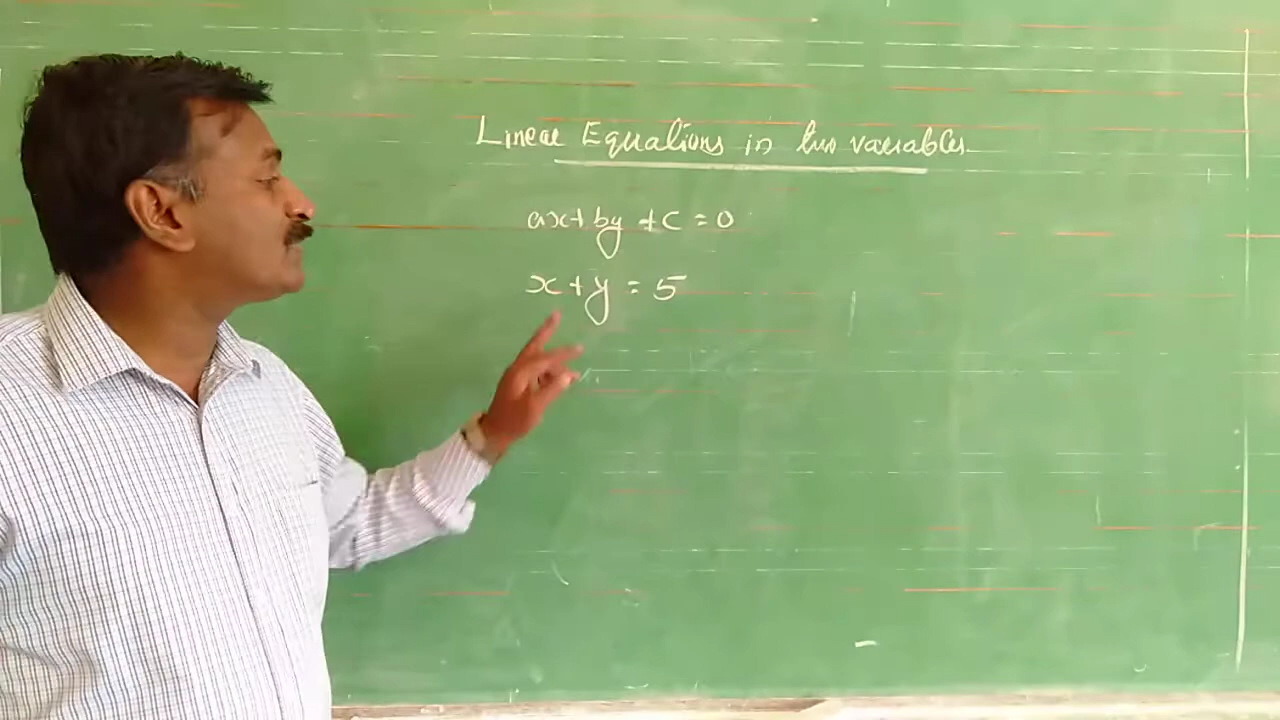 Linear Equations in two variables.
ax+by+c=0
x+y=5